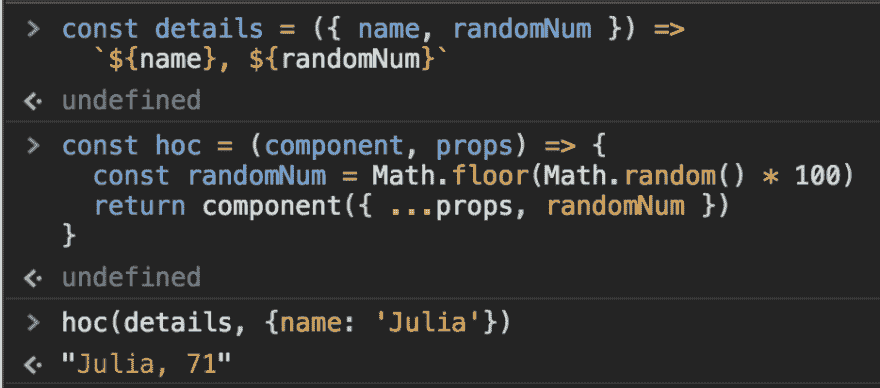 > const details = ({ name, randomNum }) =>
`${name}, ${randomNum}`
<· undefined
> const hoc = (component, props) => {
const randomNum = Math.floor(Math.random() * 100)
return component({ ...props, randomNum })
}
<· undefined
> hoc(details, {name: 'Julia'})
<· "Julia, 71"